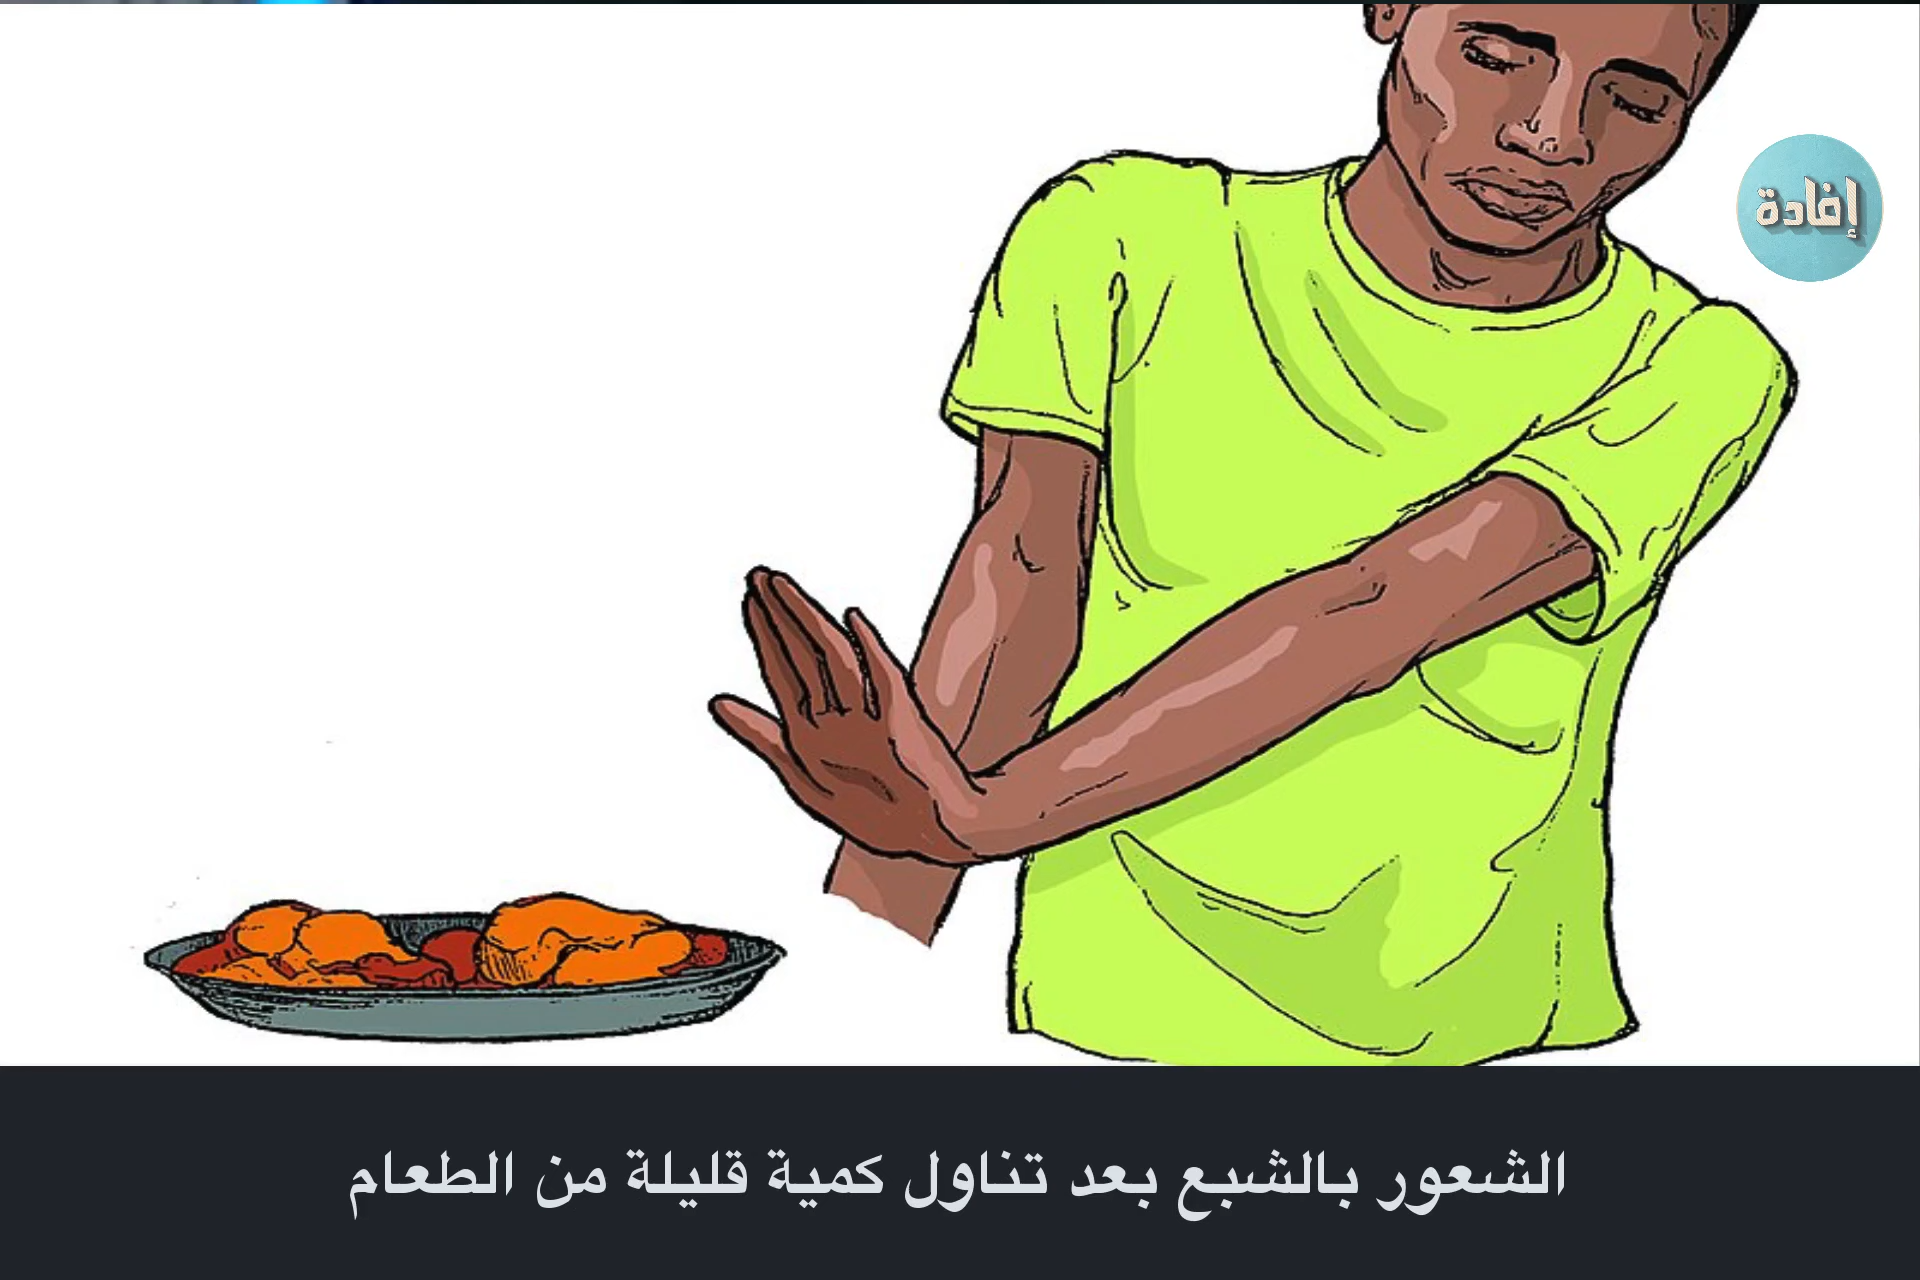 إفادة
الشعور بالشبع بعد تناول كمية قليلة من الطعام